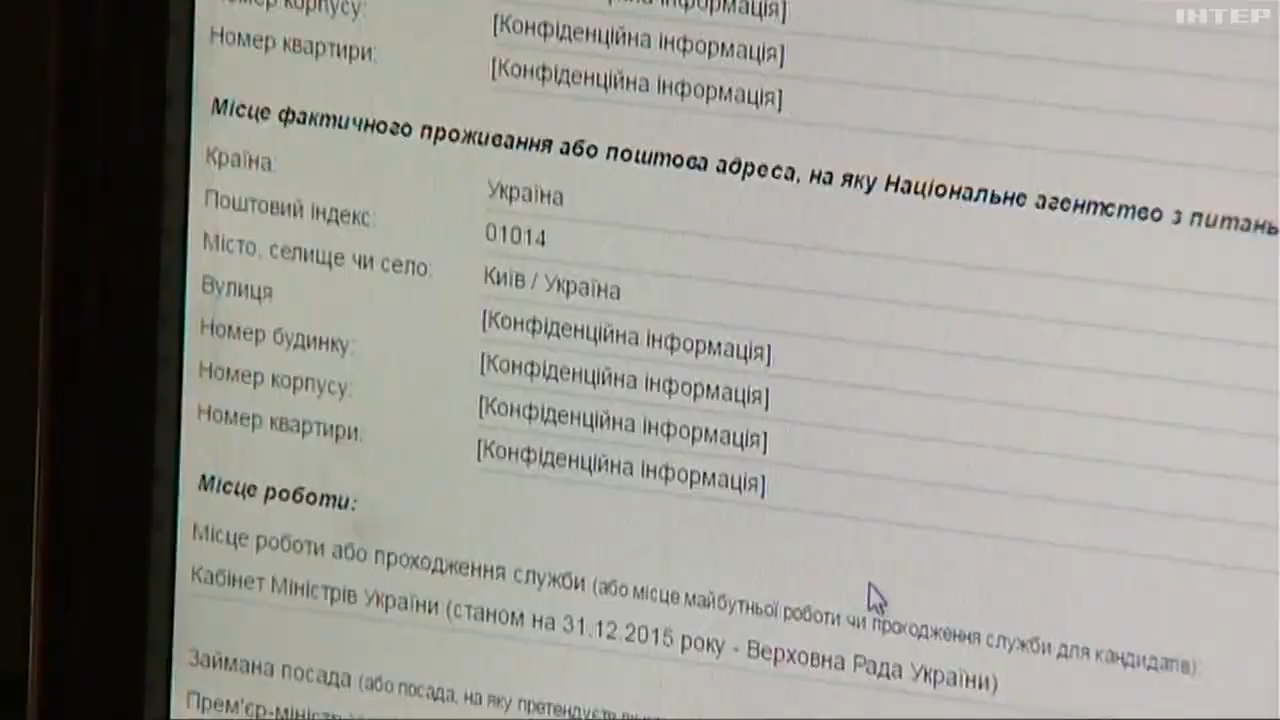 ІНТЕР
корпусу: [Конфіденційна інформація]
Номер квартири: [Конфіденційна інформація]
Місце фактичного проживання або поштова адреса, на яку Національне агентство з питань
Країна: Україна
Поштовий індекс: 01014
Місто, селище чи село: Київ / Україна
Вулиця [Конфіденційна інформація]
Номер будинку: [Конфіденційна інформація]
Номер корпусу: [Конфіденційна інформація]
Номер квартири: [Конфіденційна інформація]
Місце роботи:
Місце роботи або проходження служби (або місце майбутньої роботи чи проходження служби для кандидатів):
Кабінет Міністрів України (станом на 31.12.2015 року - Верховна Рада України)
Займана посада (або посада, на яку претендуєте